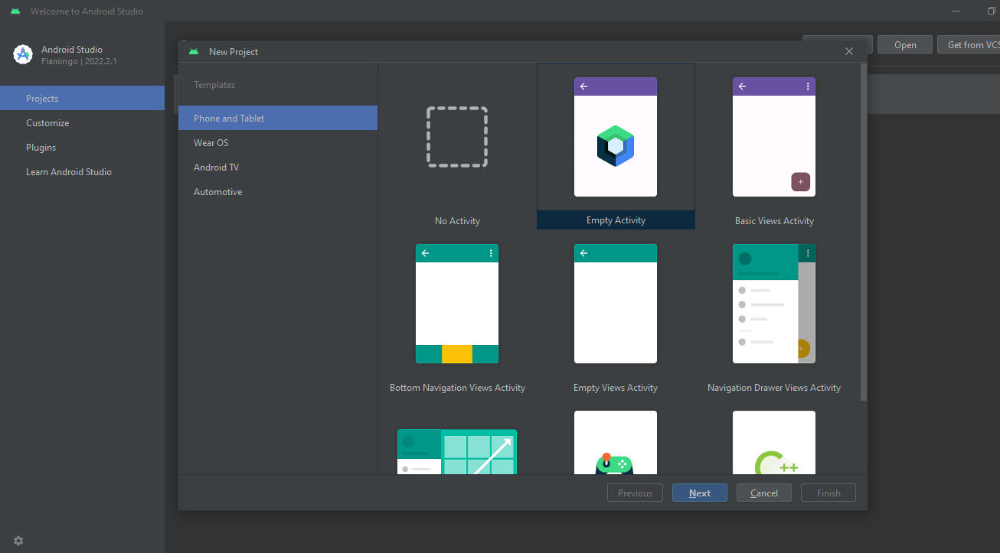 Welcome to Android Studio
Android Studio
Flamingo | 2022.2.1
Projects
Customize
Plugins
Learn Android Studio
Open
Get from VCS
New Project
Templates
Phone and Tablet
Wear OS
Android TV
Automotive
No Activity
Empty Activity
Basic Views Activity
Bottom Navigation Views Activity
Empty Views Activity
Navigation Drawer Views Activity
++
Previous
Next
Cancel
Finish